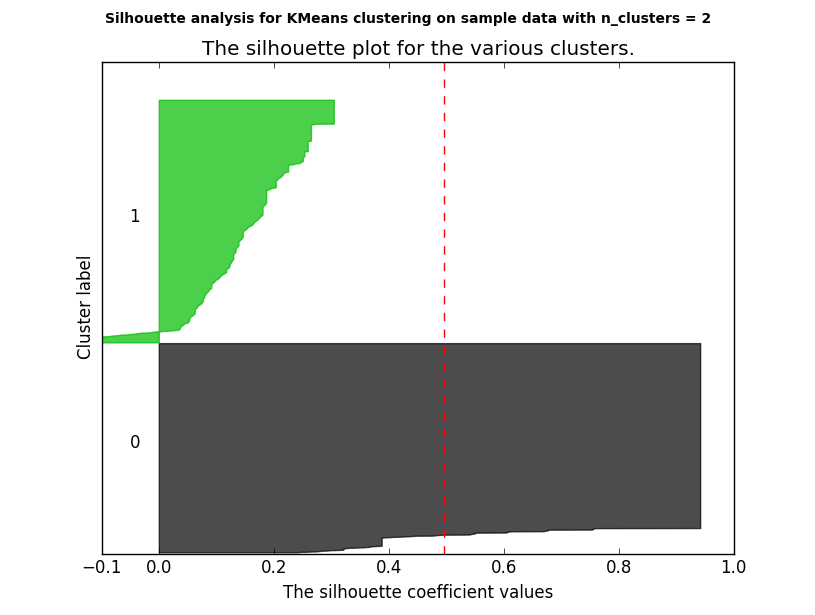 Silhouette analysis for KMeans clustering on sample data with n_clusters = 2
The silhouette plot for the various clusters.
Cluster label
1
0
−0.1 0.0 0.2 0.4 0.6 0.8 1.0
The silhouette coefficient values